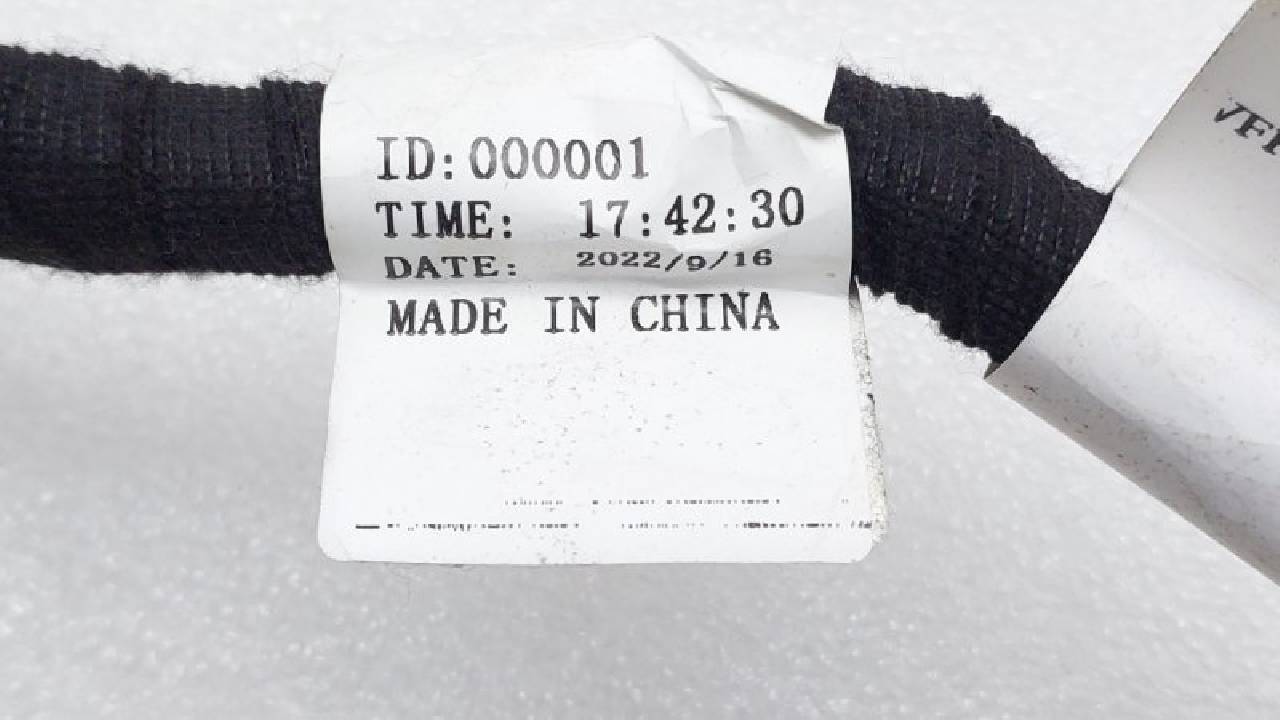 ID:000001
TIME: 17:42:30
DATE: 2022/9/16
MADE IN CHINA